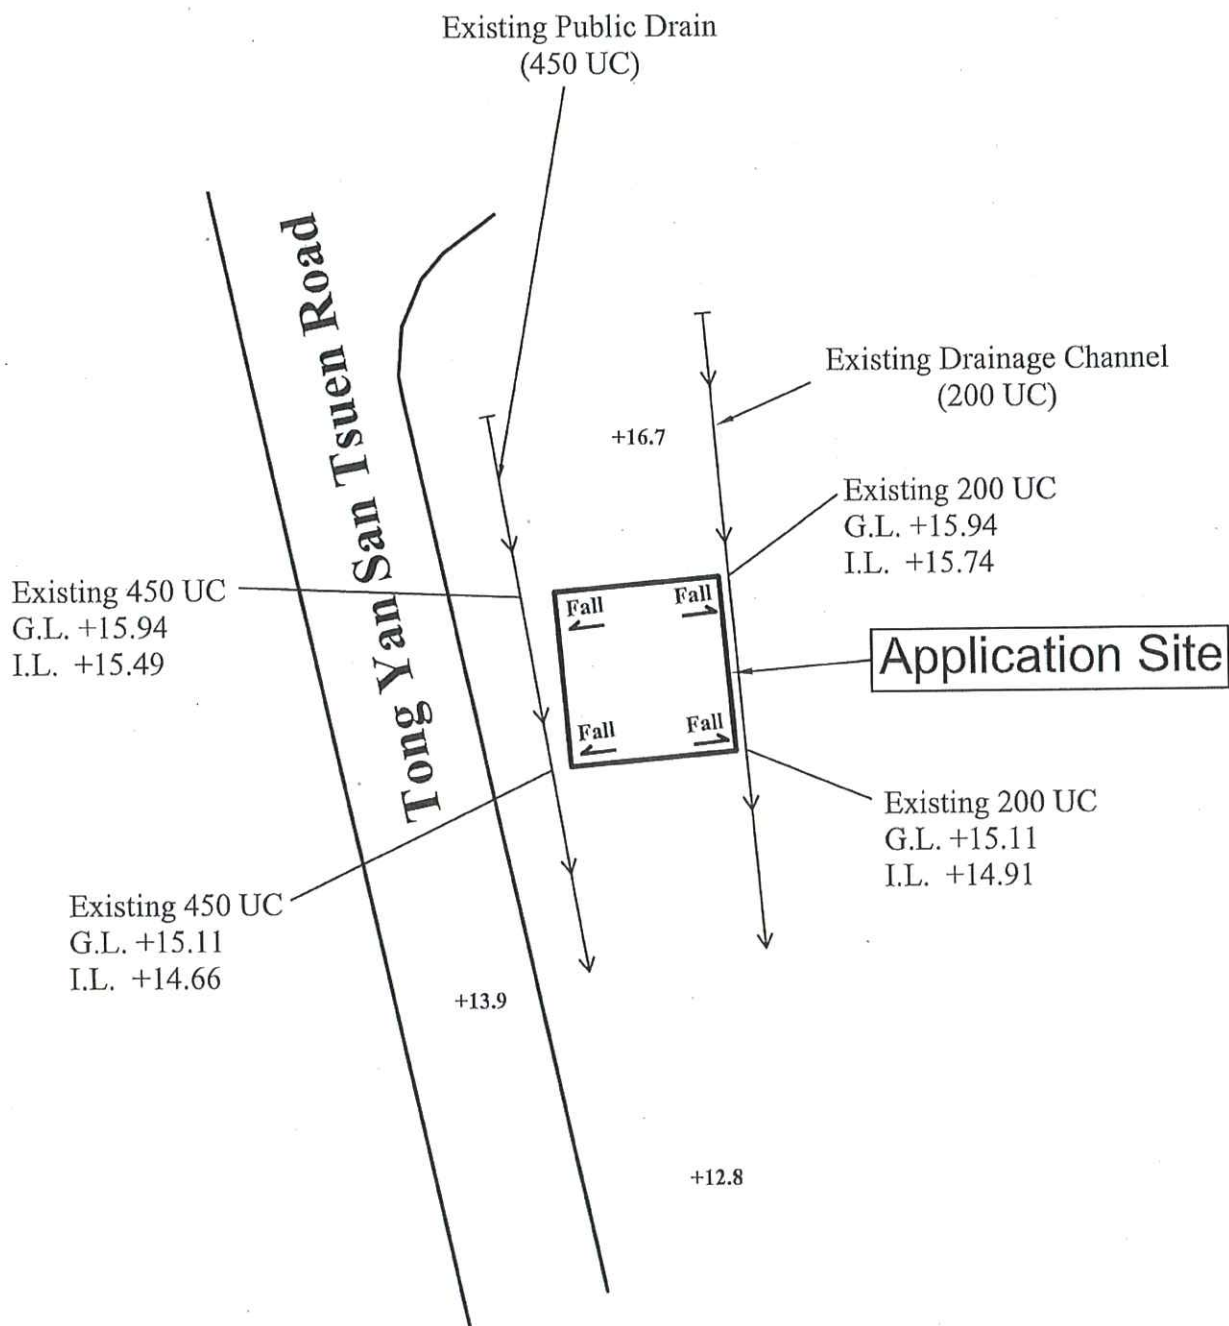 Existing Public Drain
(450 UC)
Tong Yan San Tsuen Road
Existing Drainage Channel
(200 UC)
+16.7
Existing 200 UC
G.L. +15.94
I.L. +15.74
Existing 450 UC
G.L. +15.94
I.L. +15.49
Fall
Fall
Application Site
Fall
Fall
Existing 200 UC
G.L. +15.11
I.L. +14.91
Existing 450 UC
G.L. +15.11
I.L. +14.66
+13.9
+12.8